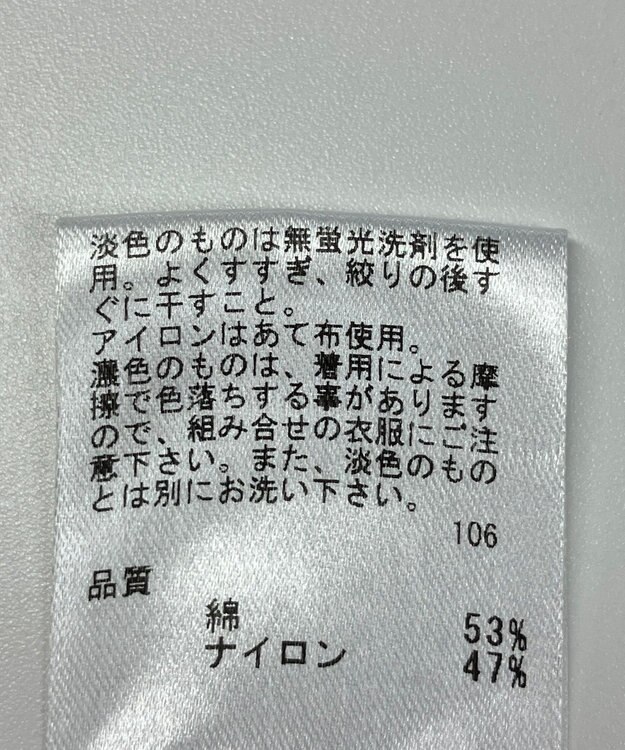 淡色のものは無蛍光洗剤を使
用。よくすすぎ、絞りの後す
ぐに干すこと。
アイロンはあて布使用。
濃色のものは、着用による摩
擦で色落ちする事があります
ので、組み合せの衣服にご注
意下さい。また、淡色のもの
とは別にお洗い下さい。
106
品質
綿 53%
ナイロン 47%